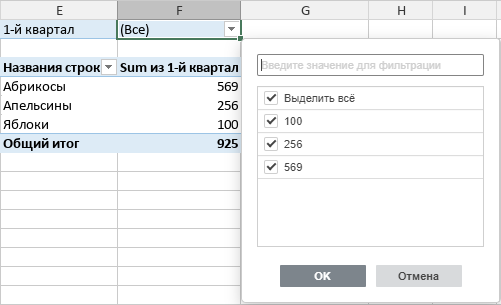 E F G H I
1-й квартал (Все)
Введите значение для фильтрации
Названия строк Sum из 1-й квартал
Абрикосы 569
Апельсины 256
Яблоки 100
Общий итог 925
Выделить всё
100
256
569
OK Отмена